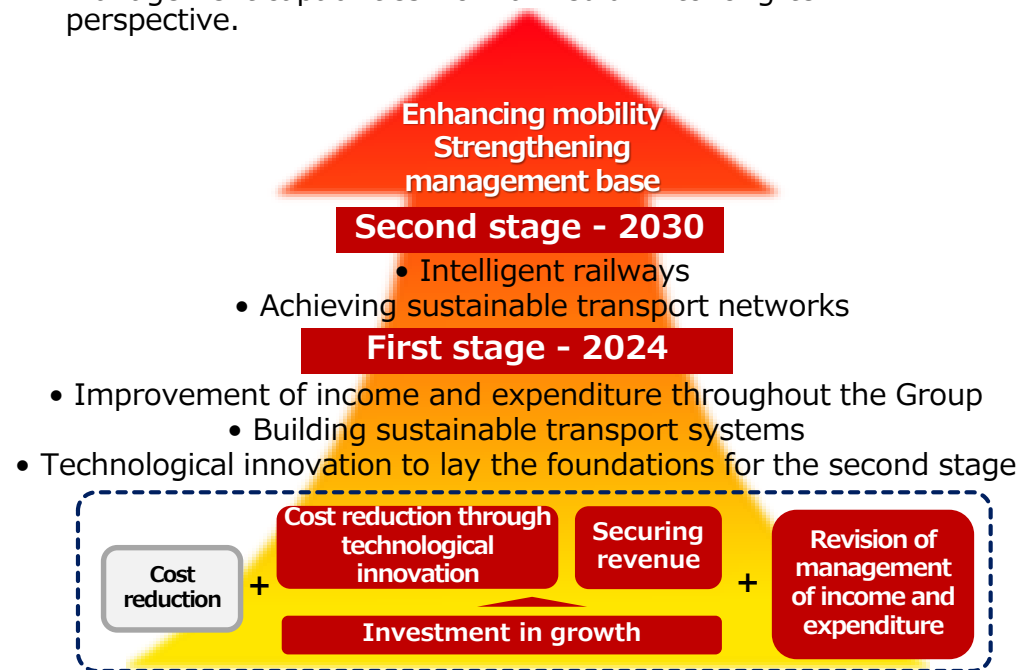 perspective.
Enhancing mobility
Strengthening
management base
Second stage - 2030
• Intelligent railways
• Achieving sustainable transport networks
First stage - 2024
• Improvement of income and expenditure throughout the Group
• Building sustainable transport systems
• Technological innovation to lay the foundations for the second stage
Cost
reduction
+
Cost reduction through
technological
innovation
Securing
revenue
Investment in growth
+
Revision of
management
of income and
expenditure